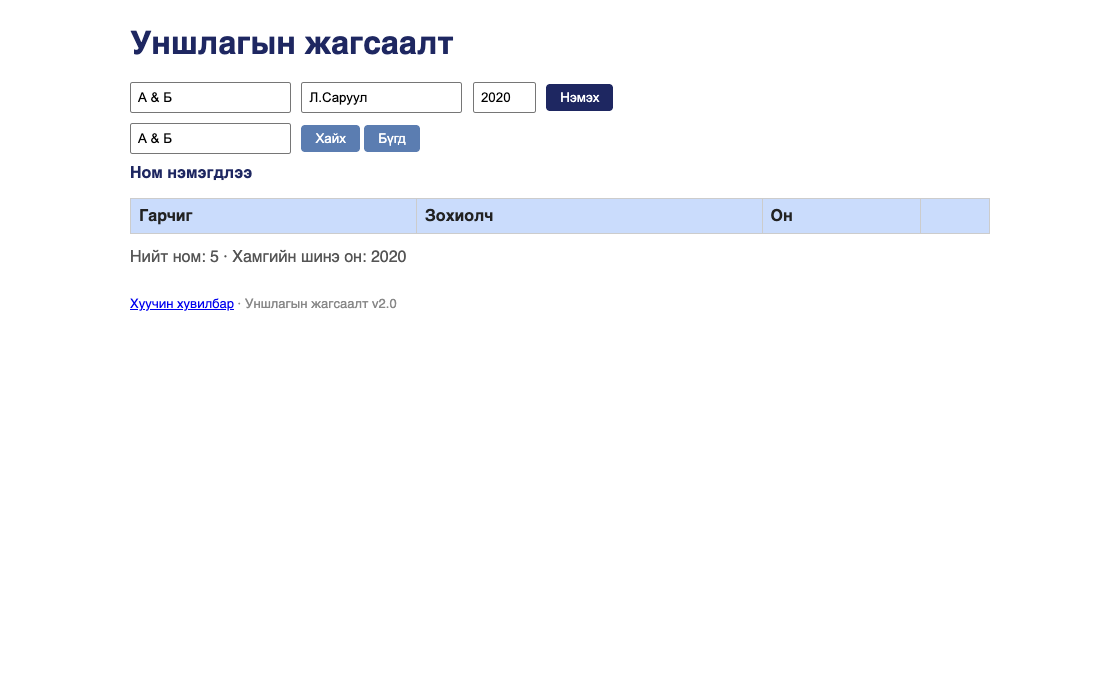 Уншлагын жагсаалт
А & Б Л.Саруул 2020 Нэмэх
А & Б Хайх Бүгд
Ном нэмэгдлээ
Гарчиг Зохиолч Он
Нийт ном: 5 · Хамгийн шинэ он: 2020
Хуучин хувилбар · Уншлагын жагсаалт v2.0